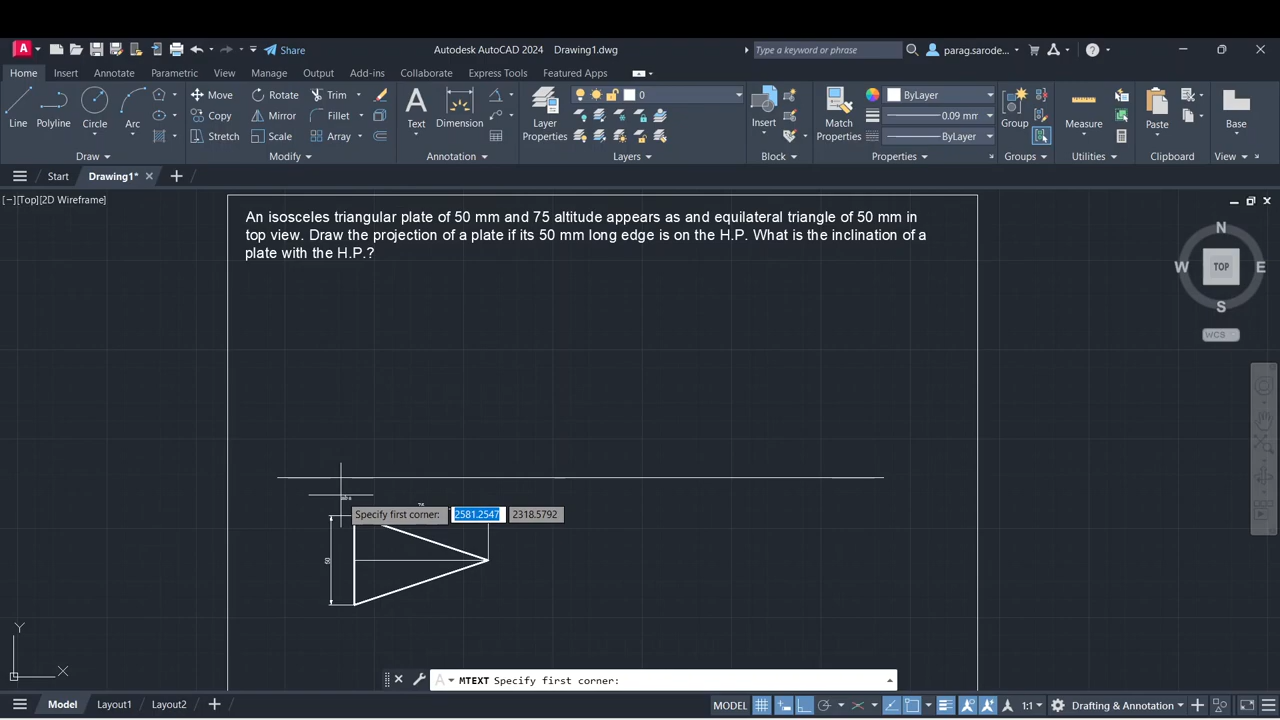 Share
Autodesk AutoCAD 2024 Drawing1.dwg
Type a keyword or phrase
parag.sarode...
Home Insert Annotate Parametric View Manage Output Add-ins Collaborate Express Tools Featured Apps
Line Polyline Circle Arc
Move Rotate Trim
Copy Mirror Fillet
Stretch Scale Array
Text Dimension
Layer Properties
0
Insert
Match Properties
ByLayer
0.09 mm
ByLayer
Group
Measure
Paste
Base
Draw Modify Annotation Layers Block Properties Groups Utilities Clipboard View
Start Drawing1*
[−][Top][2D Wireframe]
An isosceles triangular plate of 50 mm and 75 altitude appears as and equilateral triangle of 50 mm in
top view. Draw the projection of a plate if its 50 mm long edge is on the H.P. What is the inclination of a
plate with the H.P.?
N
W TOP E
S
WCS
75
Specify first corner: 2581.2547 2318.5792
50
Y
X
MTEXT Specify first corner:
Model Layout1 Layout2
MODEL 1:1 Drafting & Annotation